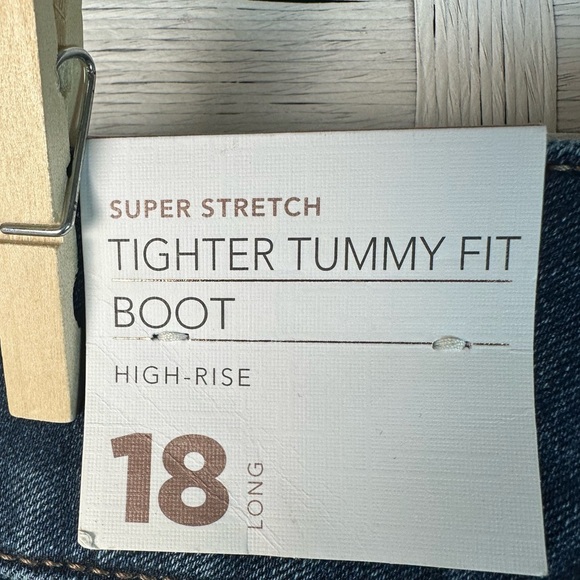 SUPER STRETCH
TIGHTER TUMMY FIT
BOOT
HIGH-RISE
18 LONG